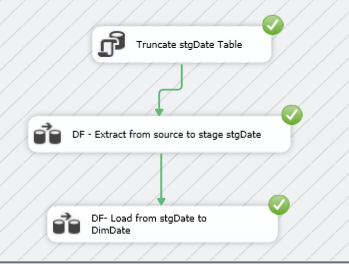 Truncate stgDate Table
DF - Extract from source to stage stgDate
DF- Load from stgDate to
DimDate